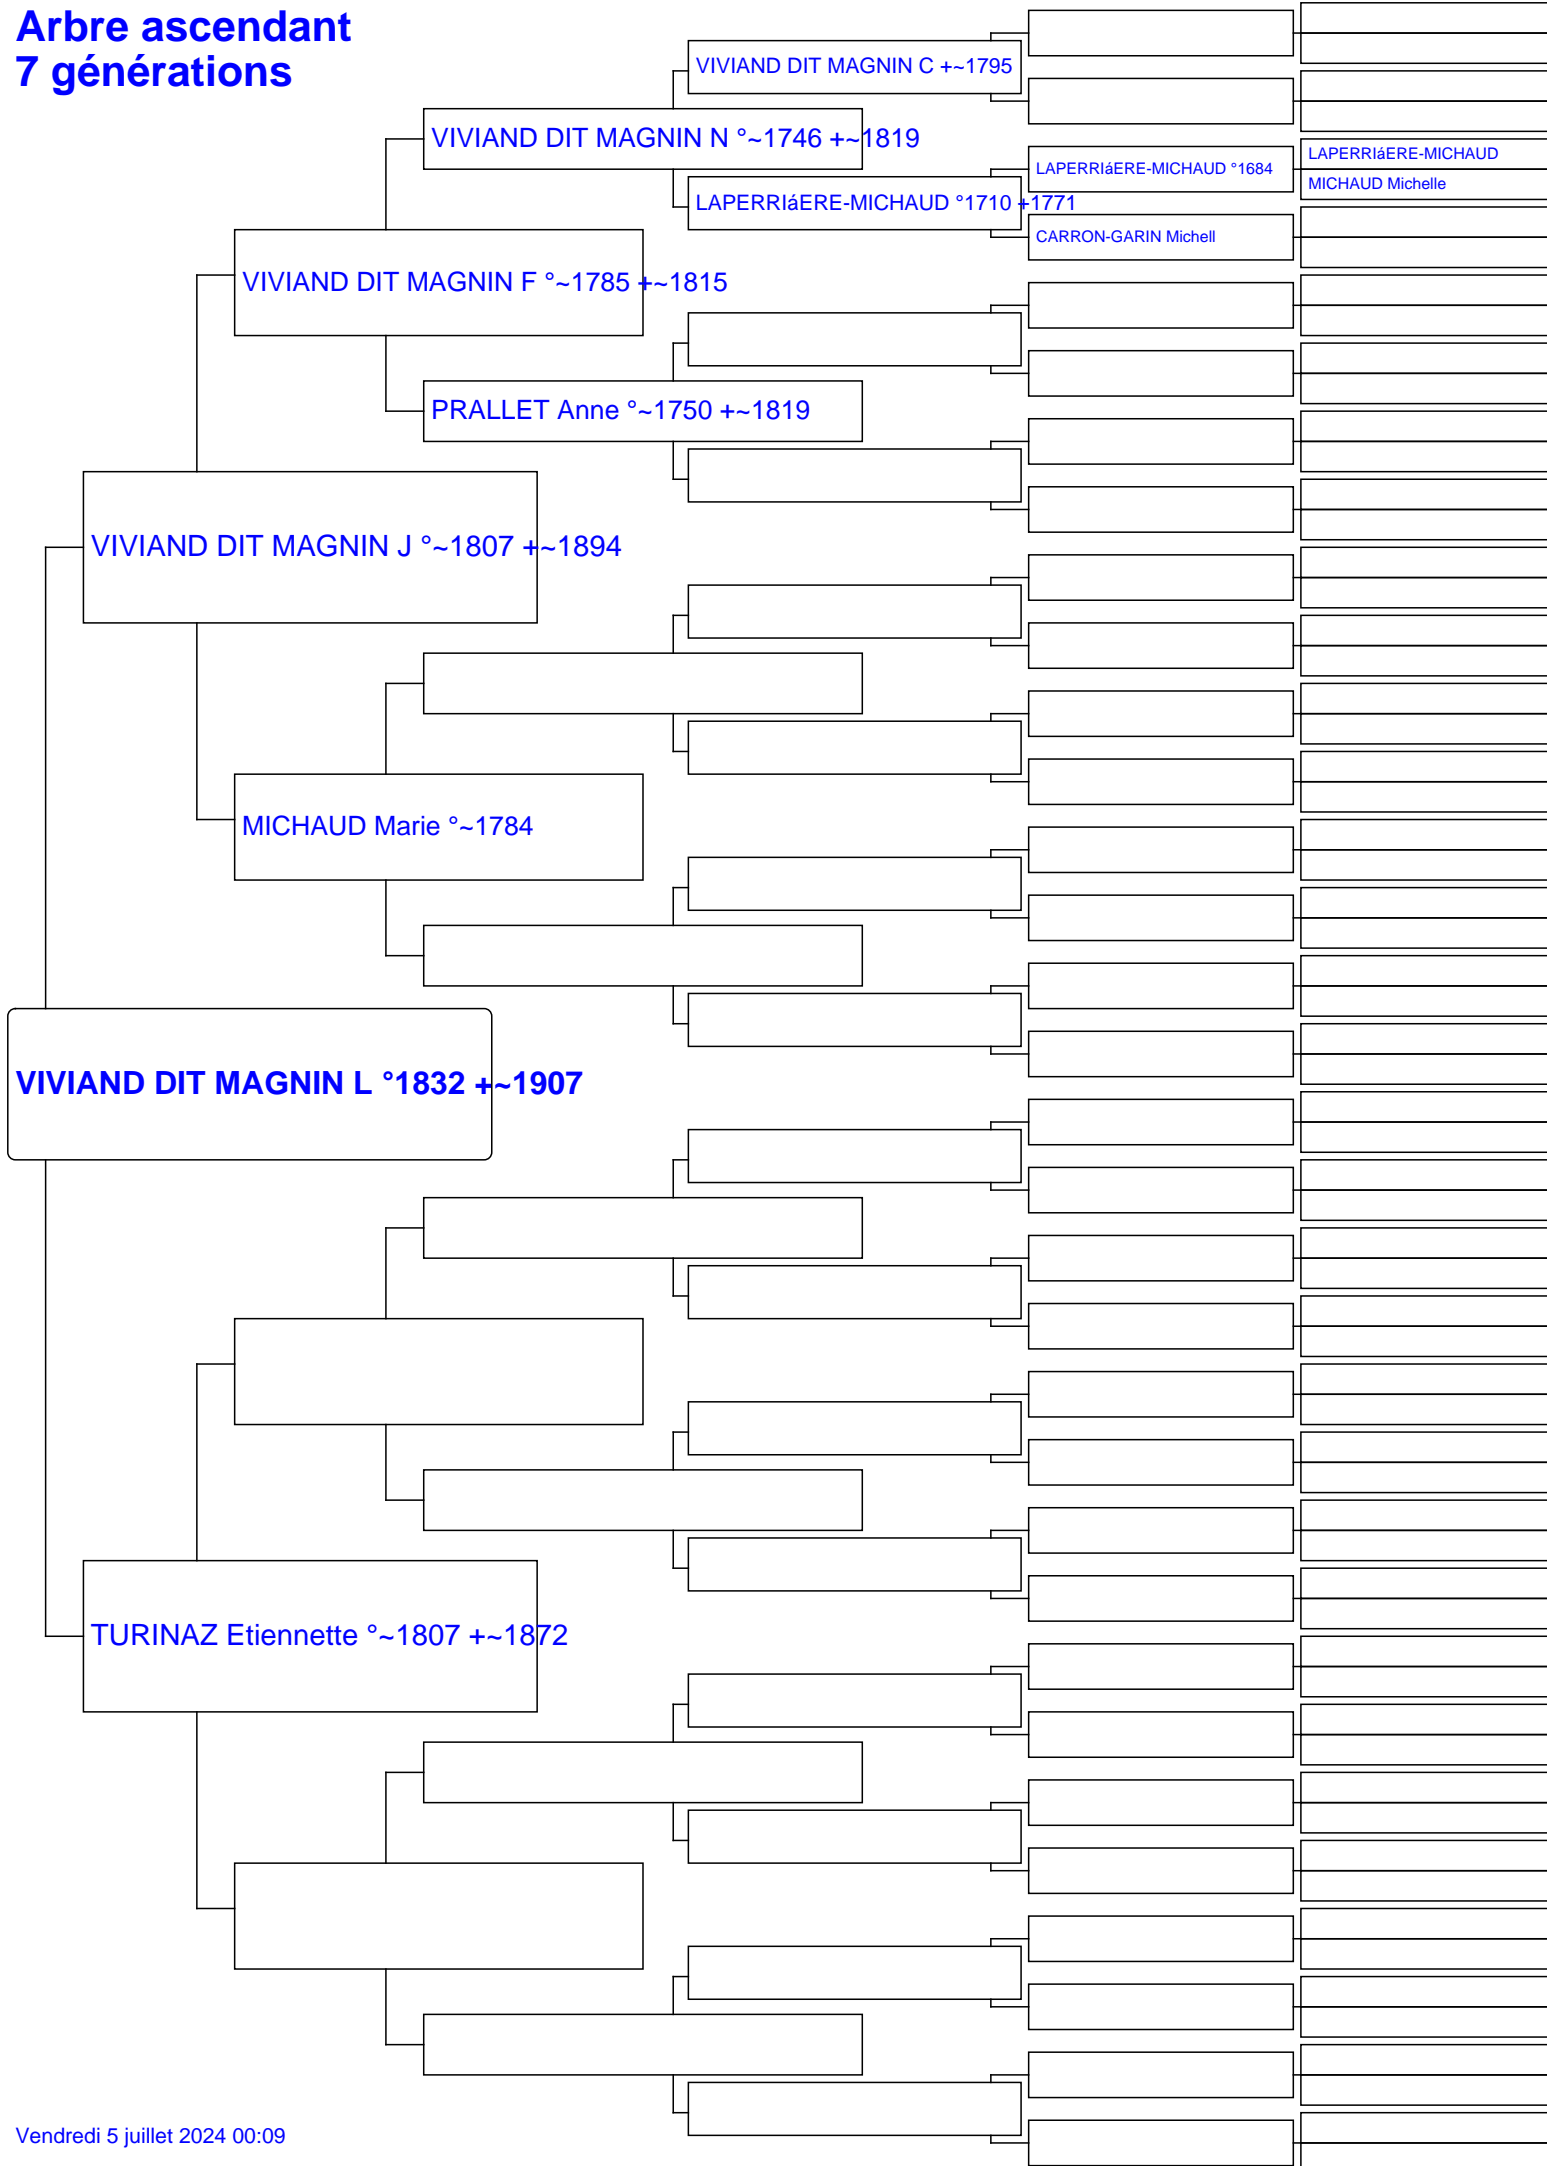 Arbre ascendant
7 générations
VIVIAND DIT MAGNIN C +~1795
VIVIAND DIT MAGNIN N °~1746 +~1819
LAPERRIáERE-MICHAUD °1684
LAPERRIáERE-MICHAUD
MICHAUD Michelle
LAPERRIáERE-MICHAUD °1710 +1771
CARRON-GARIN Michell
VIVIAND DIT MAGNIN F °~1785 +~1815
PRALLET Anne °~1750 +~1819
VIVIAND DIT MAGNIN J °~1807 +~1894
MICHAUD Marie °~1784
VIVIAND DIT MAGNIN L °1832 +~1907
TURINAZ Etiennette °~1807 +~1872
Vendredi 5 juillet 2024 00:09